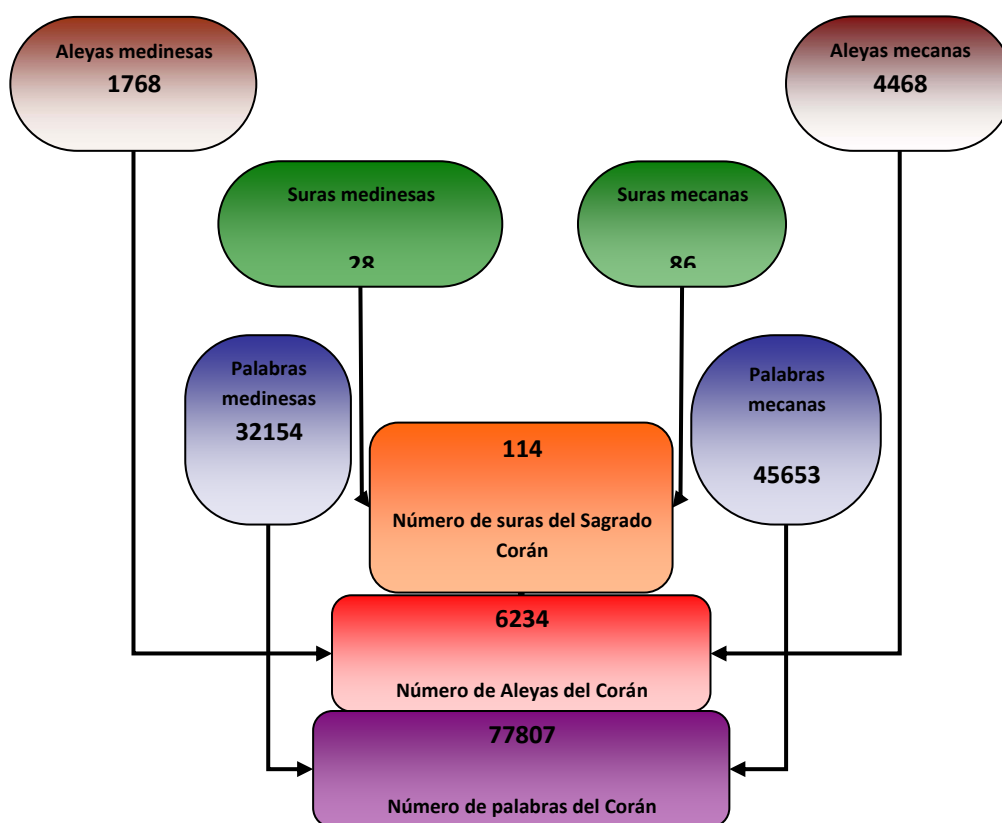 Aleyas medinesas
1768
Aleyas mecanas
4468
Suras medinesas
28
Suras mecanas
86
Palabras
medinesas
32154
Palabras
mecanas
45653
114
Número de suras del Sagrado
Corán
6234
Número de Aleyas del Corán
77807
Número de palabras del Corán